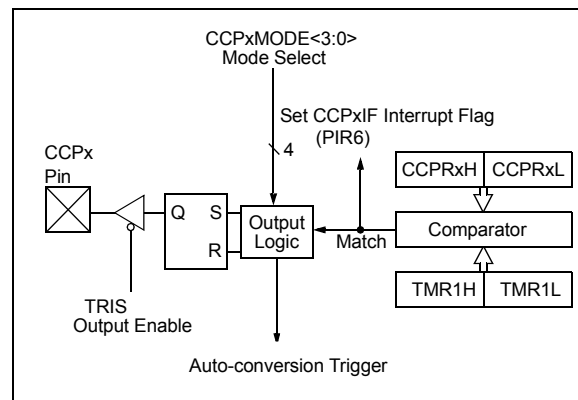 CCPxMODE<3:0>
Mode Select
Set CCPxIF Interrupt Flag
(PIR6)
4
CCPx
Pin
CCPRxH CCPRxL
Q S
R
Output
Logic
Match
Comparator
TMR1H TMR1L
TRIS
Output Enable
Auto-conversion Trigger